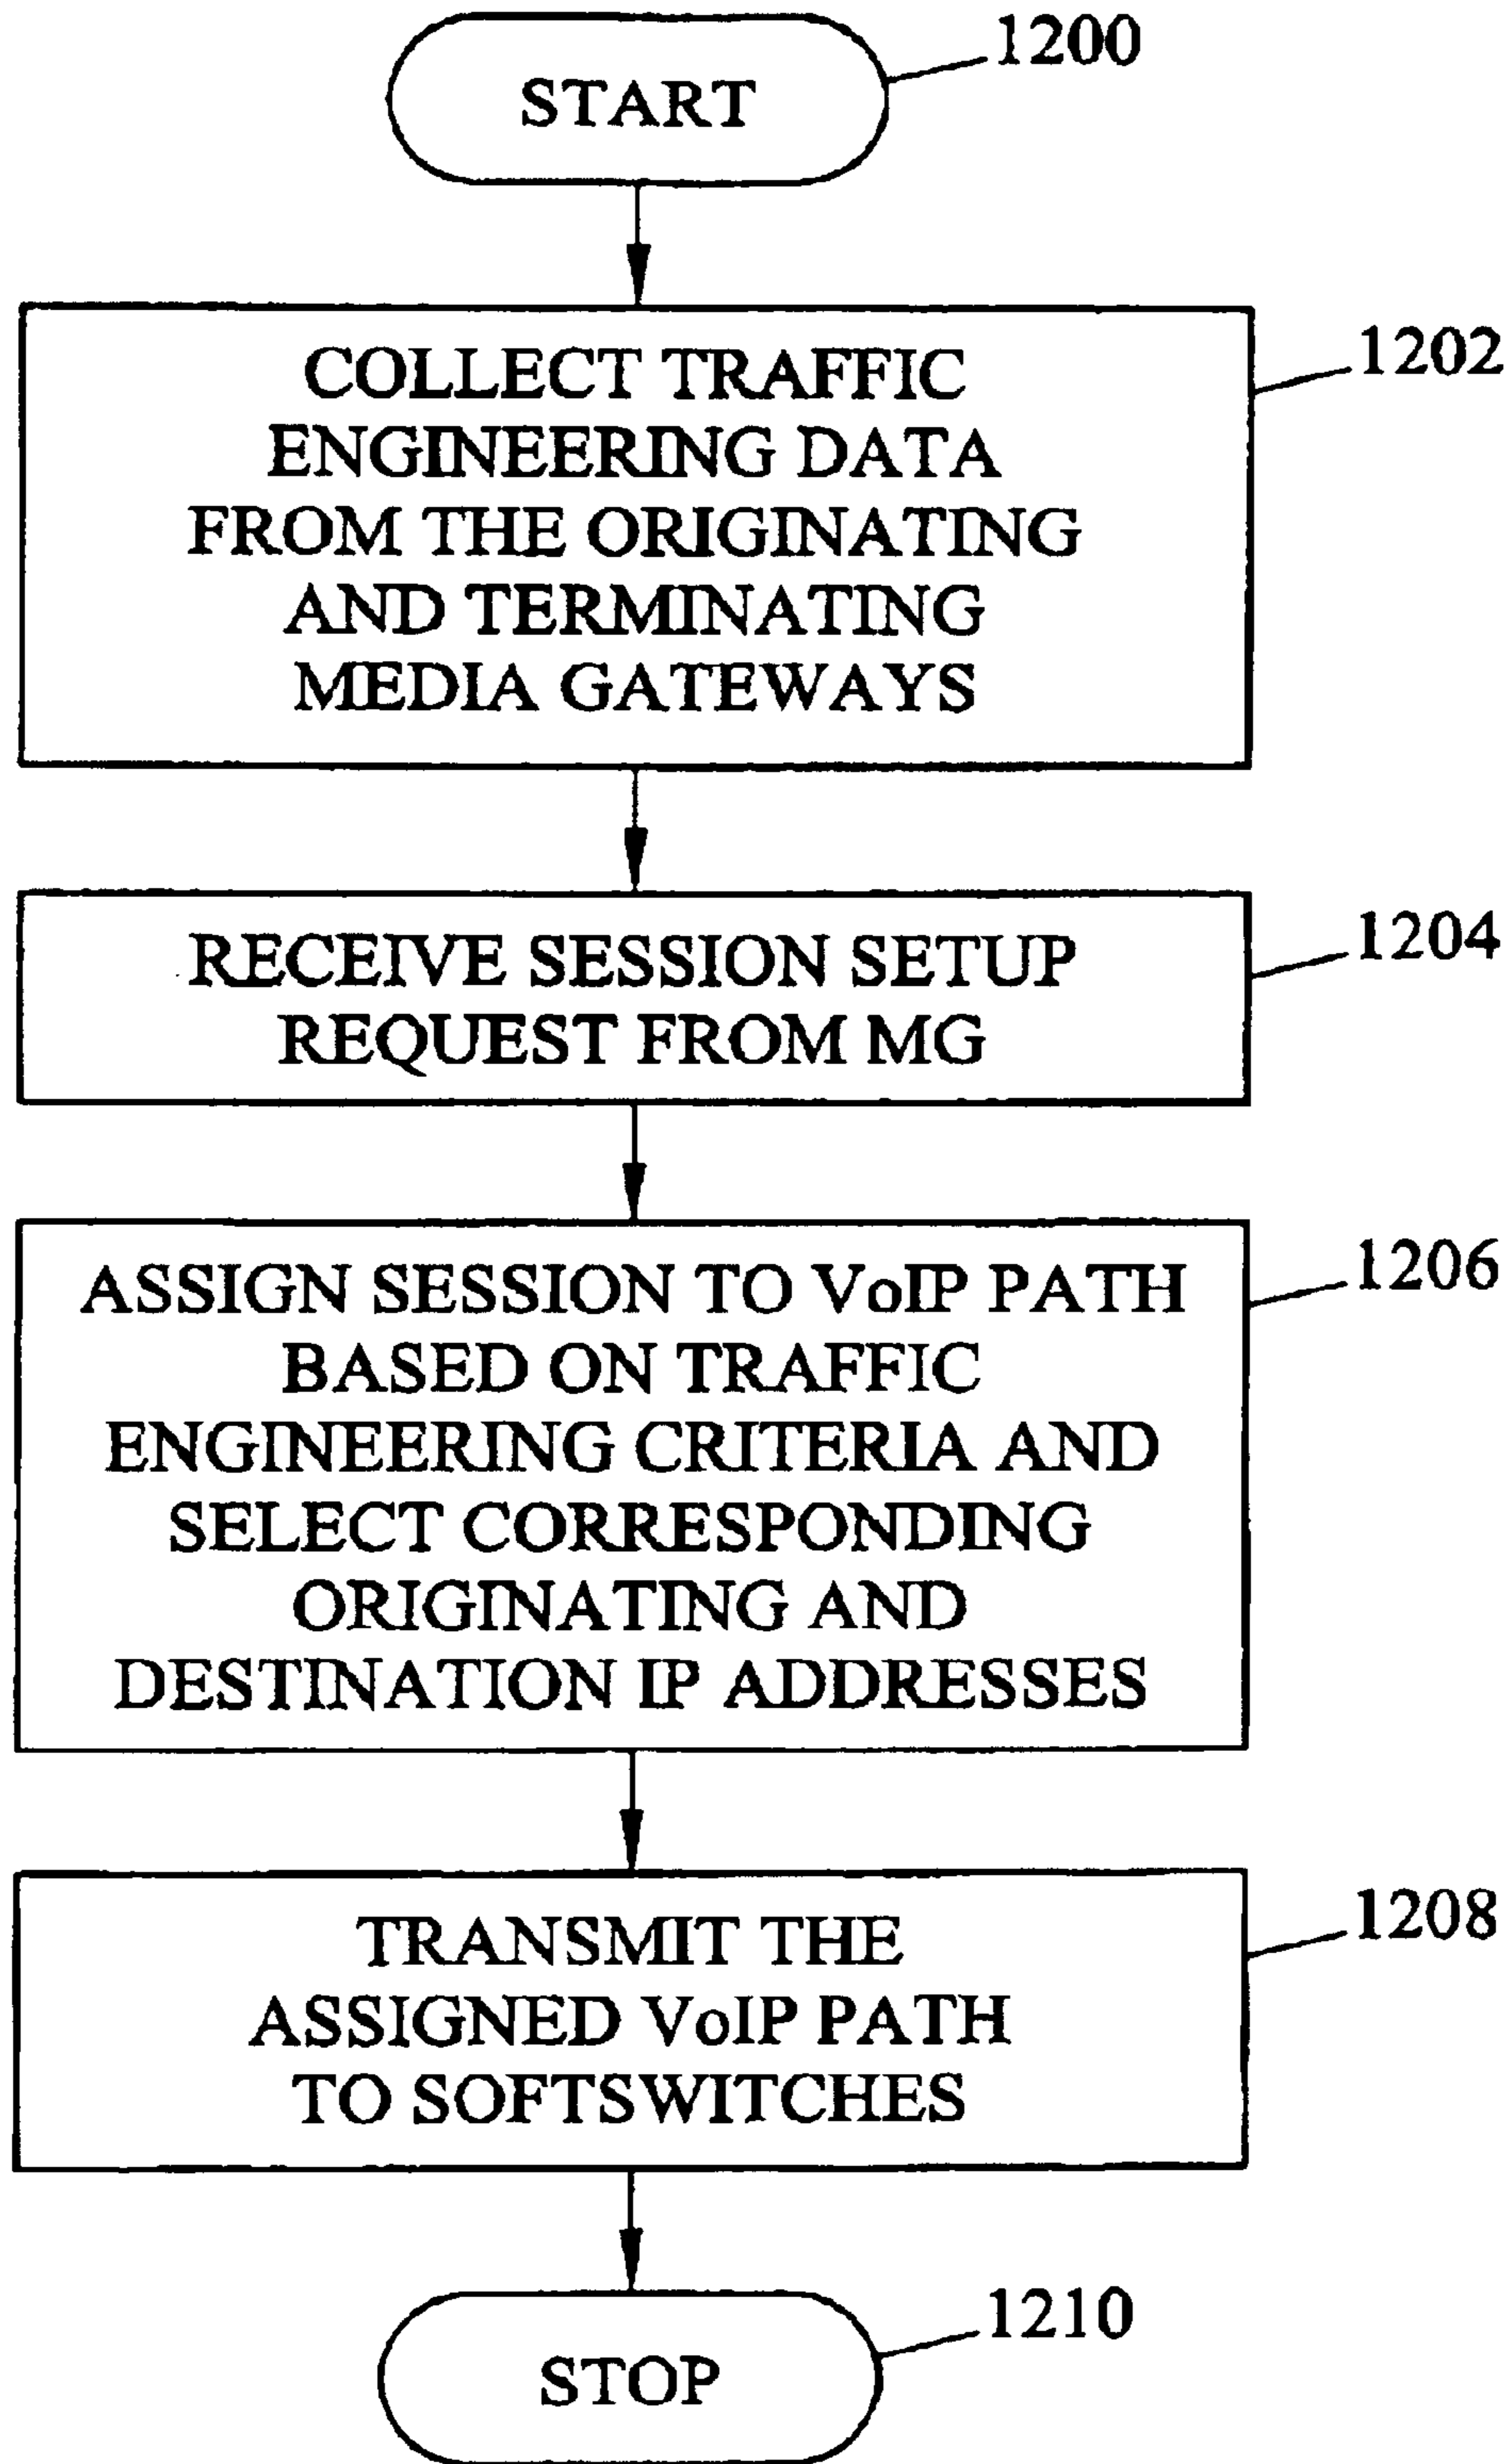 START
1200
COLLECT TRAFFIC
ENGINEERING DATA
FROM THE ORIGINATING
AND TERMINATING
MEDIA GATEWAYS
1202
RECEIVE SESSION SETUP
REQUEST FROM MG
1204
ASSIGN SESSION TO VoIP PATH
BASED ON TRAFFIC
ENGINEERING CRITERIA AND
SELECT CORRESPONDING
ORIGINATING AND
DESTINATION IP ADDRESSES
1206
TRANSMIT THE
ASSIGNED VoIP PATH
TO SOFTSWITCHES
1208
STOP
1210